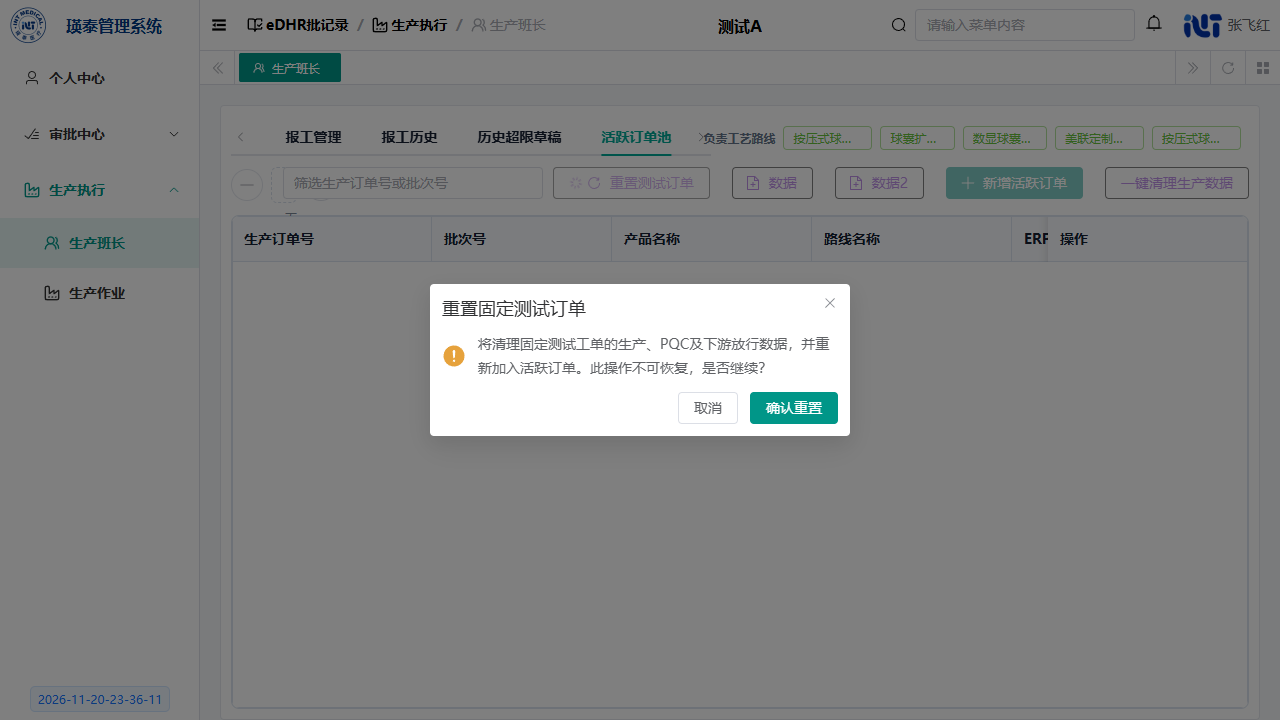 瑛泰管理系统
eDHR批记录 / 生产执行 / 生产班长
测试A
请输入菜单内容
张飞红
个人中心
审批中心
生产执行
生产班长
生产作业
2026-11-20-23-36-11
生产班长
报工管理
报工历史
历史超限草稿
活跃订单池
负责工艺路线
按压式球...
球囊扩...
数显球囊...
美联定制...
按压式球...
筛选生产订单号或批次号
重置测试订单
数据
数据2
新增活跃订单
一键清理生产数据
生产订单号
批次号
产品名称
路线名称
ERP
操作
重置固定测试订单
将清理固定测试工单的生产、PQC及下游放行数据，并重
新加入活跃订单。此操作不可恢复，是否继续？
取消
确认重置